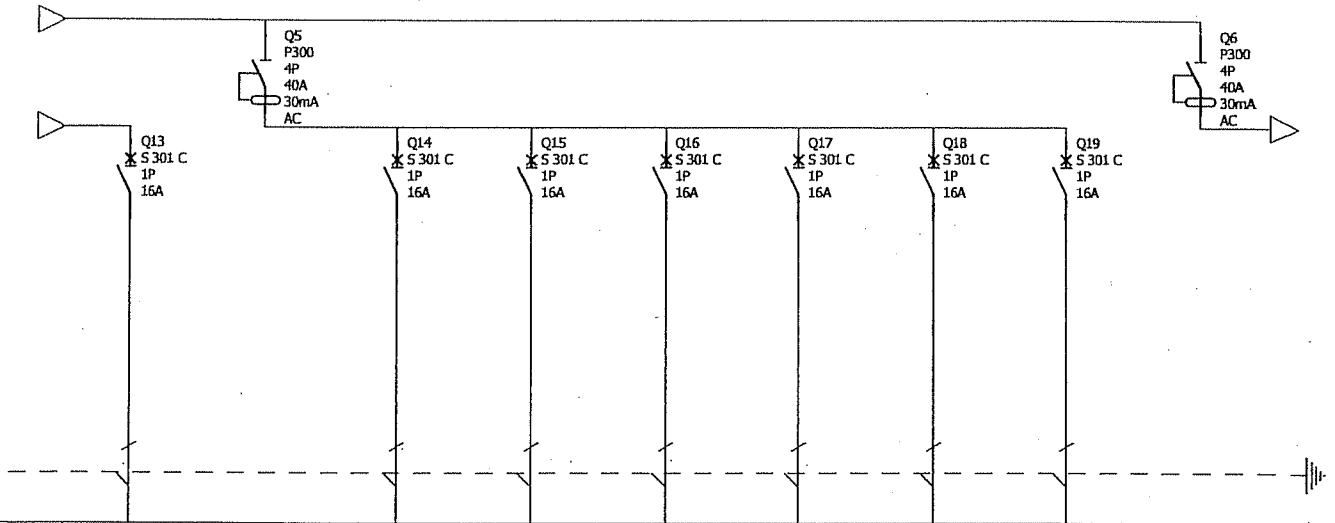 Q5
P300
4P
40A
30mA
AC
Q6
P300
4P
40A
30mA
AC
Q13
S 301 C
1P
16A
Q14
S 301 C
1P
16A
Q15
S 301 C
1P
16A
Q16
S 301 C
1P
16A
Q17
S 301 C
1P
16A
Q18
S 301 C
1P
16A
Q19
S 301 C
1P
16A